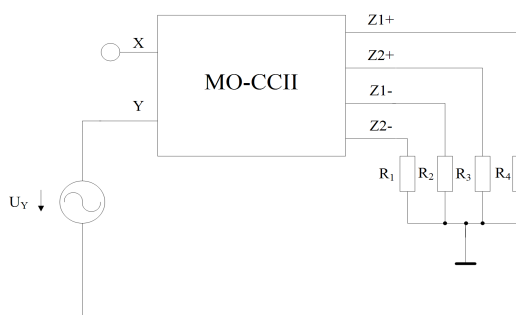 Z1+
X
Z2+
MO-CCII
Z1-
Y
Z2-
R1
R2
R3
R4
UY